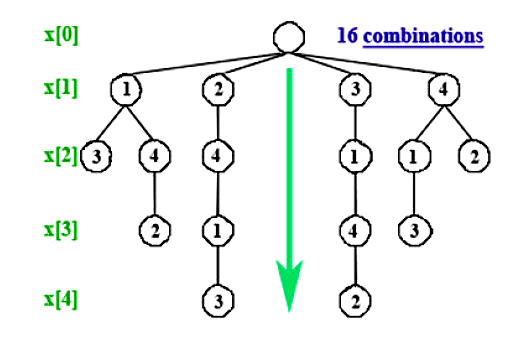 x[0] 16 combinations
x[1] 1 2 3 4
x[2] 3 4 4 1 1 2
x[3] 2 1 4 3
x[4] 3 2